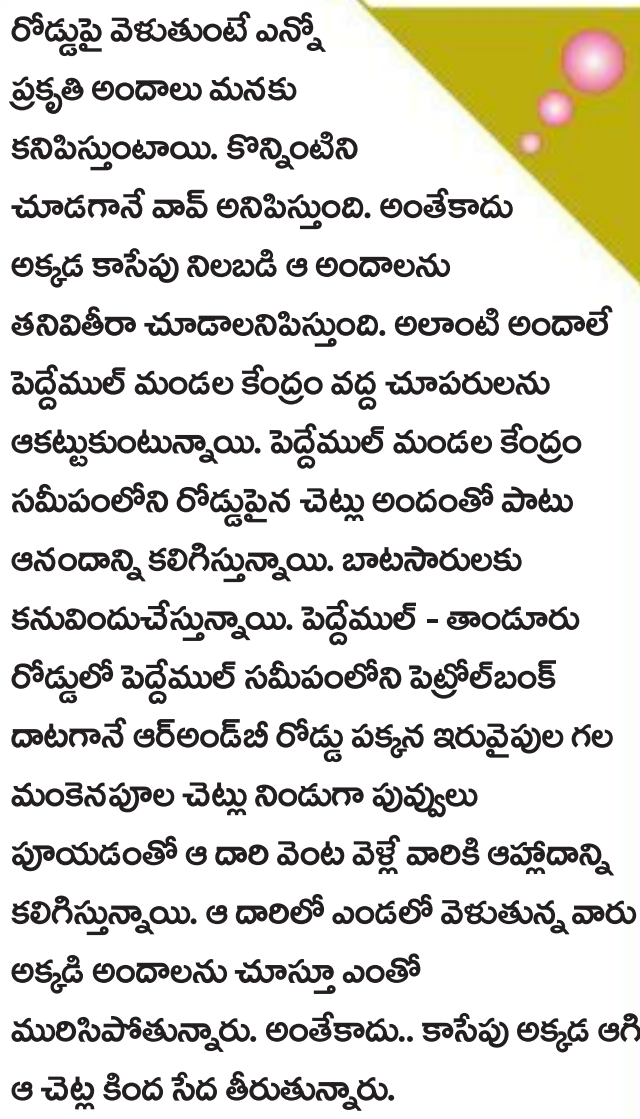 రోడ్డుపై వెళుతుంటే ఎన్నో
ప్రకృతి అందాలు మనకు
కనిపిస్తుంటాయి. కొన్నింటిని
చూడగానే వావ్ అనిపిస్తుంది. అంతేకాదు
అక్కడ కాసేపు నిలబడి ఆ అందాలను
తనివితీరా చూడాలనిపిస్తుంది. అలాంటి అందాలే
పెద్దేముల్ మండల కేంద్రం వద్ద చూపరులను
ఆకట్టుకుంటున్నాయి. పెద్దేముల్ మండల కేంద్రం
సమీపంలోని రోడ్డుపైన చెట్లు అందంతో పాటు
ఆనందాన్ని కలిగిస్తున్నాయి. బాటసారులకు
కనువిందుచేస్తున్నాయి. పెద్దేముల్ - తాండూరు
రోడ్డులో పెద్దేముల్ సమీపంలోని పెట్రోల్‌బంక్
దాటగానే ఆర్‌అండ్‌బీ రోడ్డు పక్కన ఇరువైపుల గల
మంకెనపూల చెట్లు నిండుగా పువ్వులు
పూయడంతో ఆ దారి వెంట వెళ్లే వారికి ఆహ్లాదాన్ని
కలిగిస్తున్నాయి. ఆ దారిలో ఎండలో వెళుతున్న వారు
అక్కడి అందాలను చూస్తూ ఎంతో
మురిసిపోతున్నారు. అంతేకాదు.. కాసేపు అక్కడ ఆగి
ఆ చెట్ల కింద సేద తీరుతున్నారు.